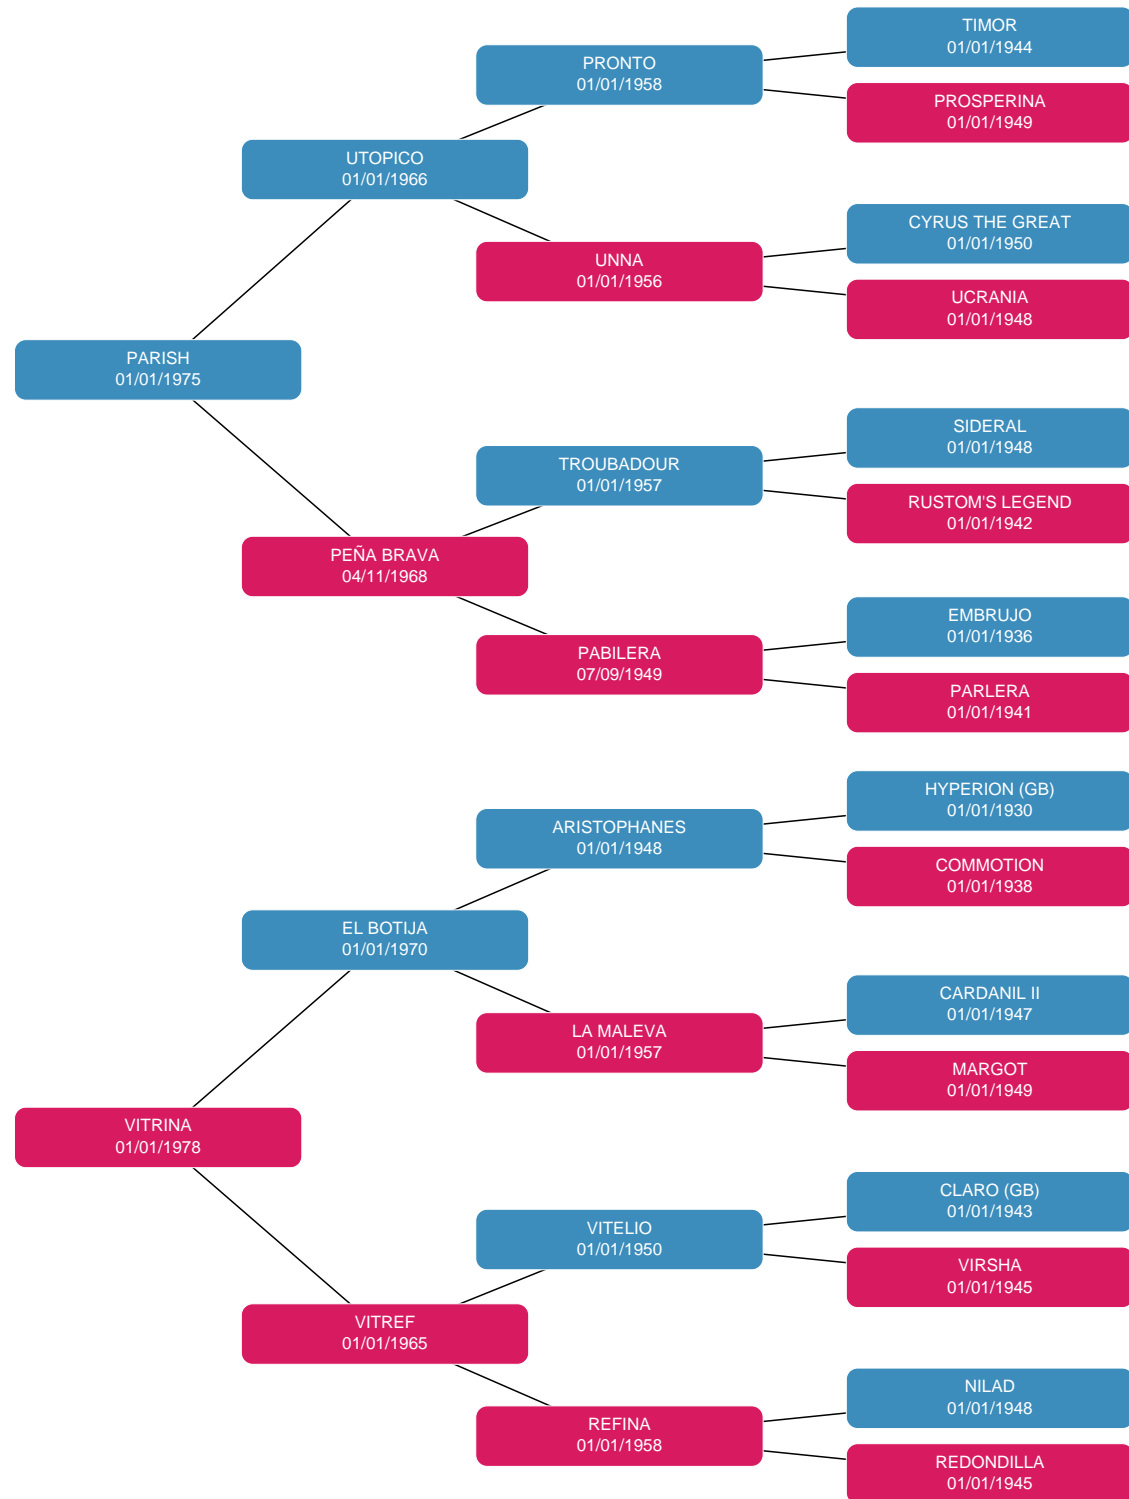 TIMOR
01/01/1944
PRONTO
01/01/1958
PROSPERINA
01/01/1949
UTOPICO
01/01/1966
CYRUS THE GREAT
01/01/1950
UNNA
01/01/1956
UCRANIA
01/01/1948
PARISH
01/01/1975
SIDERAL
01/01/1948
TROUBADOUR
01/01/1957
RUSTOM'S LEGEND
01/01/1942
PEÑA BRAVA
04/11/1968
EMBRUJO
01/01/1936
PABILERA
07/09/1949
PARLERA
01/01/1941
HYPERION (GB)
01/01/1930
ARISTOPHANES
01/01/1948
COMMOTION
01/01/1938
EL BOTIJA
01/01/1970
CARDANIL II
01/01/1947
LA MALEVA
01/01/1957
MARGOT
01/01/1949
VITRINA
01/01/1978
CLARO (GB)
01/01/1943
VITELIO
01/01/1950
VIRSHA
01/01/1945
VITREF
01/01/1965
NILAD
01/01/1948
REFINA
01/01/1958
REDONDILLA
01/01/1945